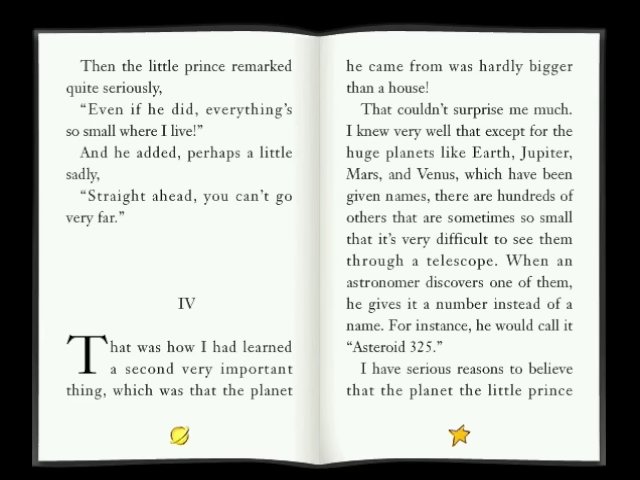 Then the little prince remarked
quite seriously,
“Even if he did, everything’s
so small where I live!”
And he added, perhaps a little
sadly,
“Straight ahead, you can’t go
very far.”
IV
That was how I had learned
a second very important
thing, which was that the planet
he came from was hardly bigger
than a house!
That couldn’t surprise me much.
I knew very well that except for the
huge planets like Earth, Jupiter,
Mars, and Venus, which have been
given names, there are hundreds of
others that are sometimes so small
that it’s very difficult to see them
through a telescope. When an
astronomer discovers one of them,
he gives it a number instead of a
name. For instance, he would call it
“Asteroid 325.”
I have serious reasons to believe
that the planet the little prince